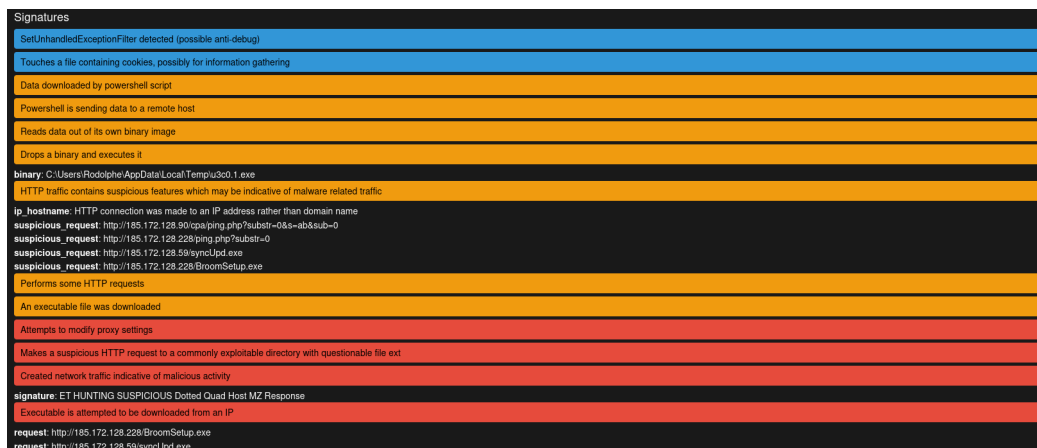 Signatures
SetUnhandledExceptionFilter detected (possible anti-debug)
Touches a file containing cookies, possibly for information gathering
Data downloaded by powershell script
Powershell is sending data to a remote host
Reads data out of its own binary image
Drops a binary and executes it
binary: C:\Users\Rodolphe\AppData\Local\Temp\u3c0.1.exe
HTTP traffic contains suspicious features which may be indicative of malware related traffic
ip_hostname: HTTP connection was made to an IP address rather than domain name
suspicious_request: http://185.172.128.90/cpa/ping.php?substr=0&s=ab&sub=0
suspicious_request: http://185.172.128.228/ping.php?substr=0
suspicious_request: http://185.172.128.59/syncUpd.exe
suspicious_request: http://185.172.128.228/BroomSetup.exe
Performs some HTTP requests
An executable file was downloaded
Attempts to modify proxy settings
Makes a suspicious HTTP request to a commonly exploitable directory with questionable file ext
Created network traffic indicative of malicious activity
signature: ET HUNTING SUSPICIOUS Dotted Quad Host MZ Response
Executable is attempted to be downloaded from an IP
request: http://185.172.128.228/BroomSetup.exe
request: http://185.172.128.59/syncUpd.exe